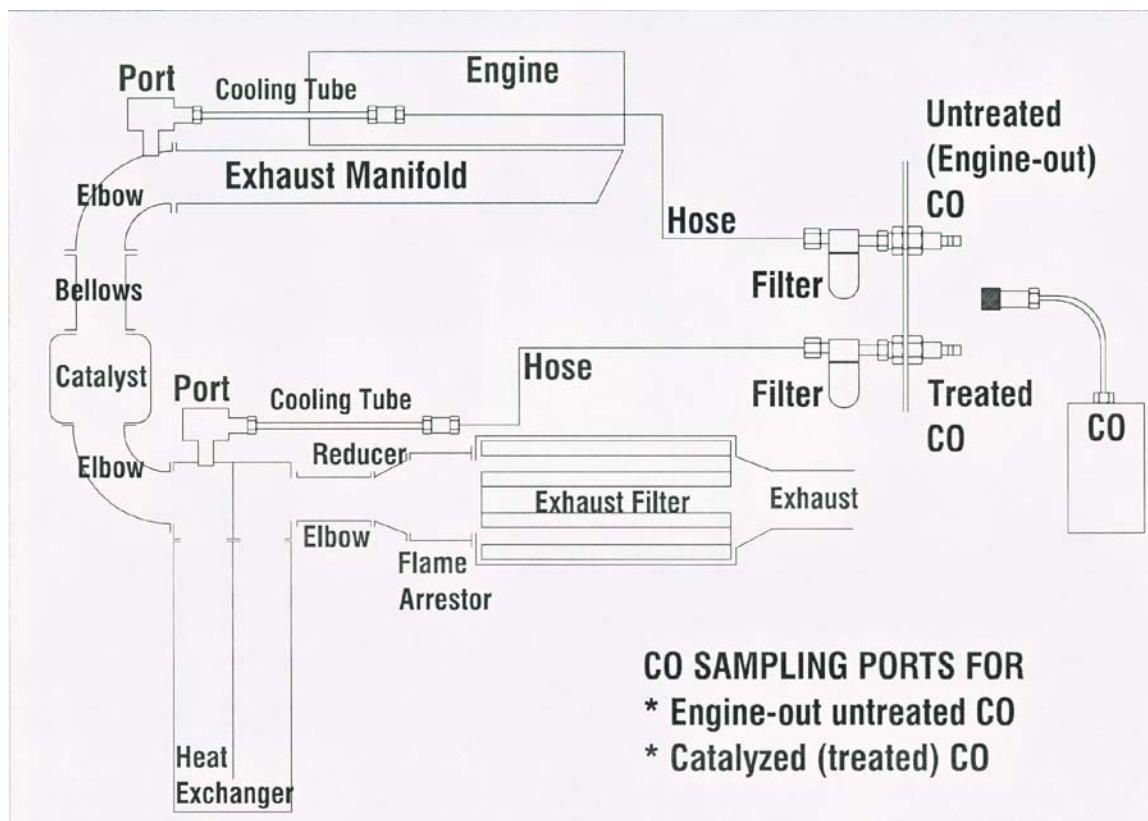 Engine
Port
Cooling Tube
Untreated
(Engine-out)
CO
Exhaust Manifold
Elbow
Hose
Filter
Bellows
Catalyst
Port
Cooling Tube
Hose
Filter
Treated
CO
CO
Elbow
Reducer
Exhaust Filter
Exhaust
Elbow
Flame
Arrestor
Heat
Exchanger
CO SAMPLING PORTS FOR
* Engine-out untreated CO
* Catalyzed (treated) CO